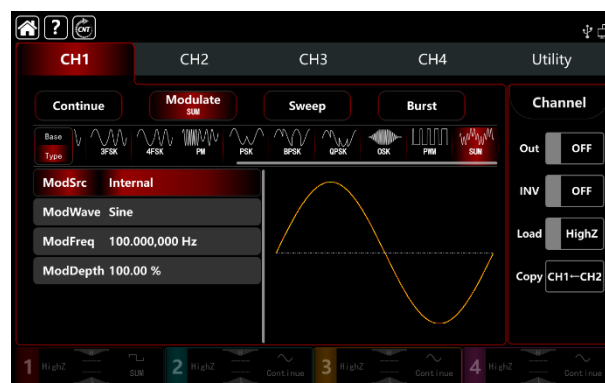 ? CNT
CH1 CH2 CH3 CH4 Utility
Continue Modulate SUM Sweep Burst Channel
Base Type 3FSK 4FSK PM PSK BPSK QPSK OSK PWM SUM
Out OFF
ModSrc Internal
INV OFF
ModWave Sine
ModFreq 100.000,000 Hz
Load HighZ
ModDepth 100.00 %
Copy CH1←CH2
1 HighZ SUM 2 HighZ Continue 3 HighZ Continue 4 HighZ Continue